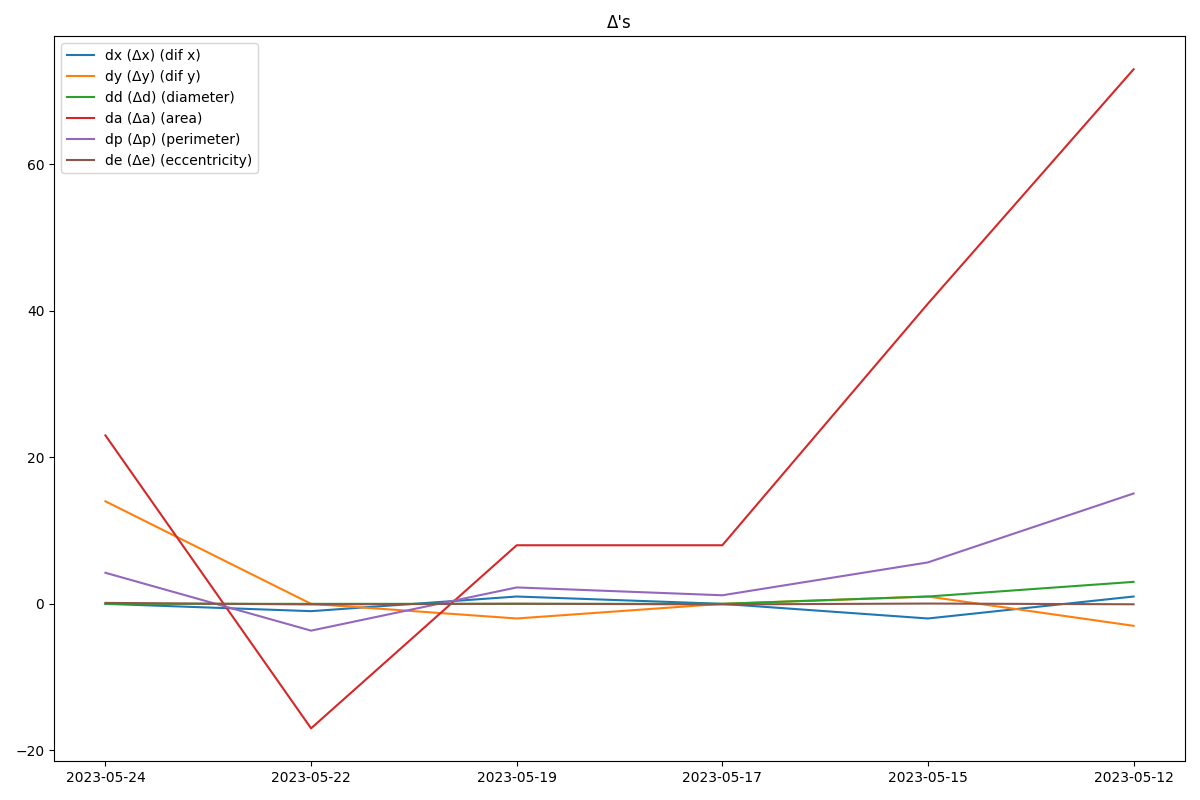 Δ's
dx (Δx) (dif x)
dy (Δy) (dif y)
dd (Δd) (diameter)
da (Δa) (area)
dp (Δp) (perimeter)
de (Δe) (eccentricity)
60
40
20
0
−20
2023-05-24 2023-05-22 2023-05-19 2023-05-17 2023-05-15 2023-05-12